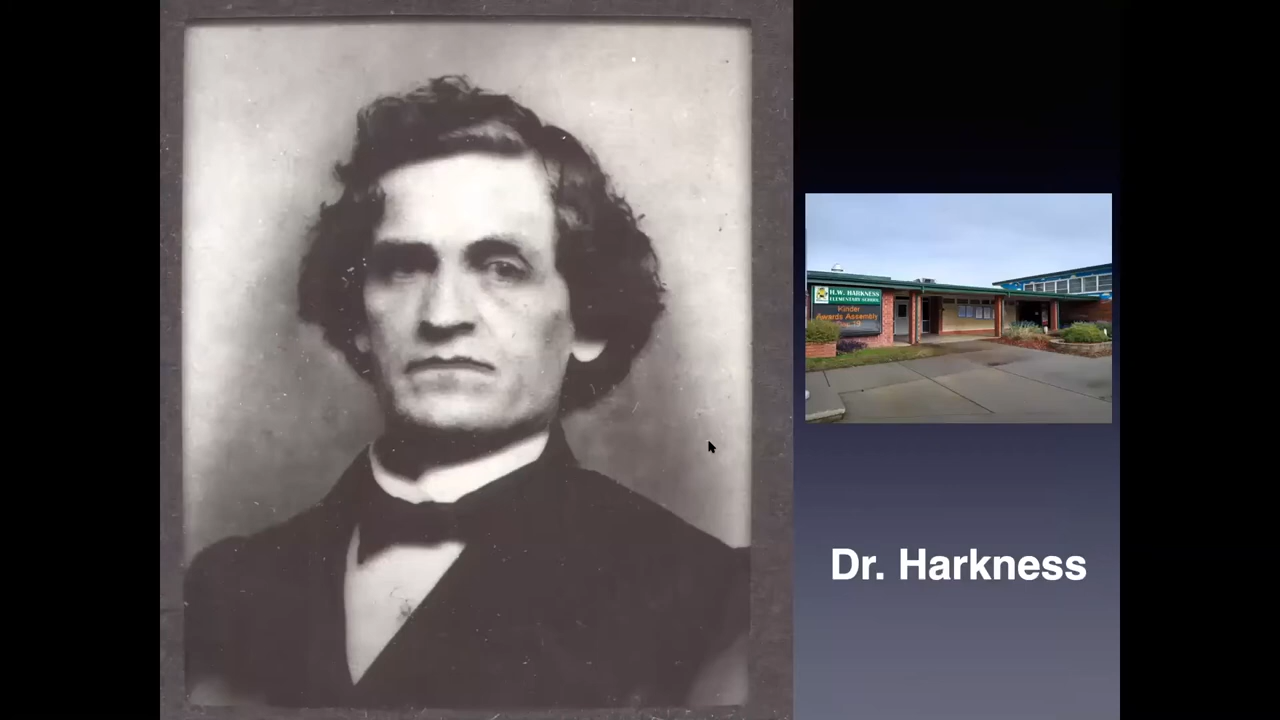 H.W. HARKNESS
ELEMENTARY SCHOOL
Kinder
Awards Assembly
Dr. Harkness